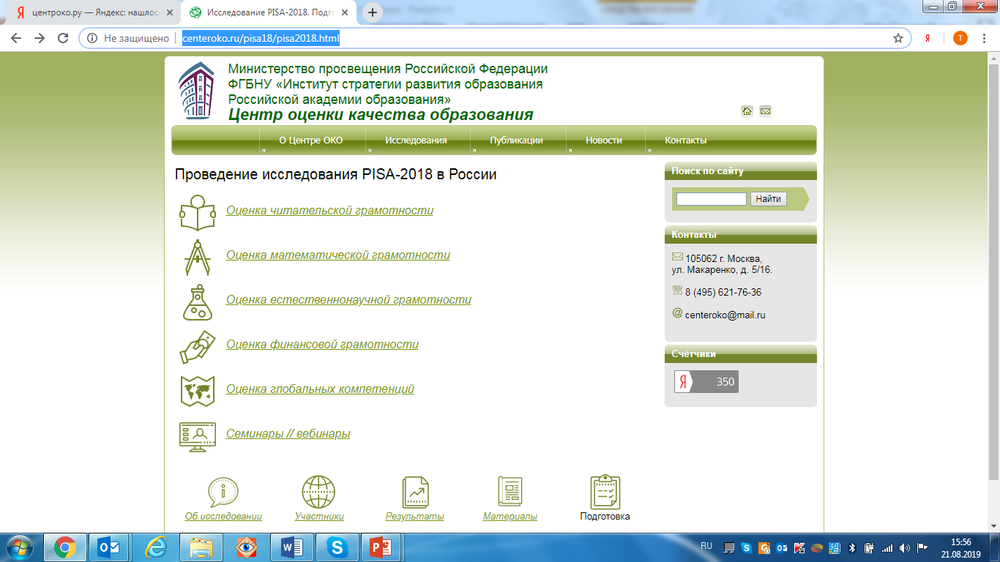 центроко.ру — Яндекс: нашлос
Исследование PISA-2018. Подго
Не защищено
centeroko.ru/pisa18/pisa2018.html
Я
T
Министерство просвещения Российской Федерации
ФГБНУ «Институт стратегии развития образования
Российской академии образования»
Центр оценки качества образования
О Центре ОКО
Исследования
Публикации
Новости
Контакты
Проведение исследования PISA-2018 в России
Оценка читательской грамотности
Оценка математической грамотности
Оценка естественнонаучной грамотности
Оценка финансовой грамотности
Оценка глобальных компетенций
Семинары // вебинары
Об исследовании
Участники
Результаты
Материалы
Подготовка
Поиск по сайту
Найти
Контакты
105062 г. Москва,
ул. Макаренко, д. 5/16.
8 (495) 621-76-36
centeroko@mail.ru
Счётчики
Я 350
RU
15:56
21.08.2019